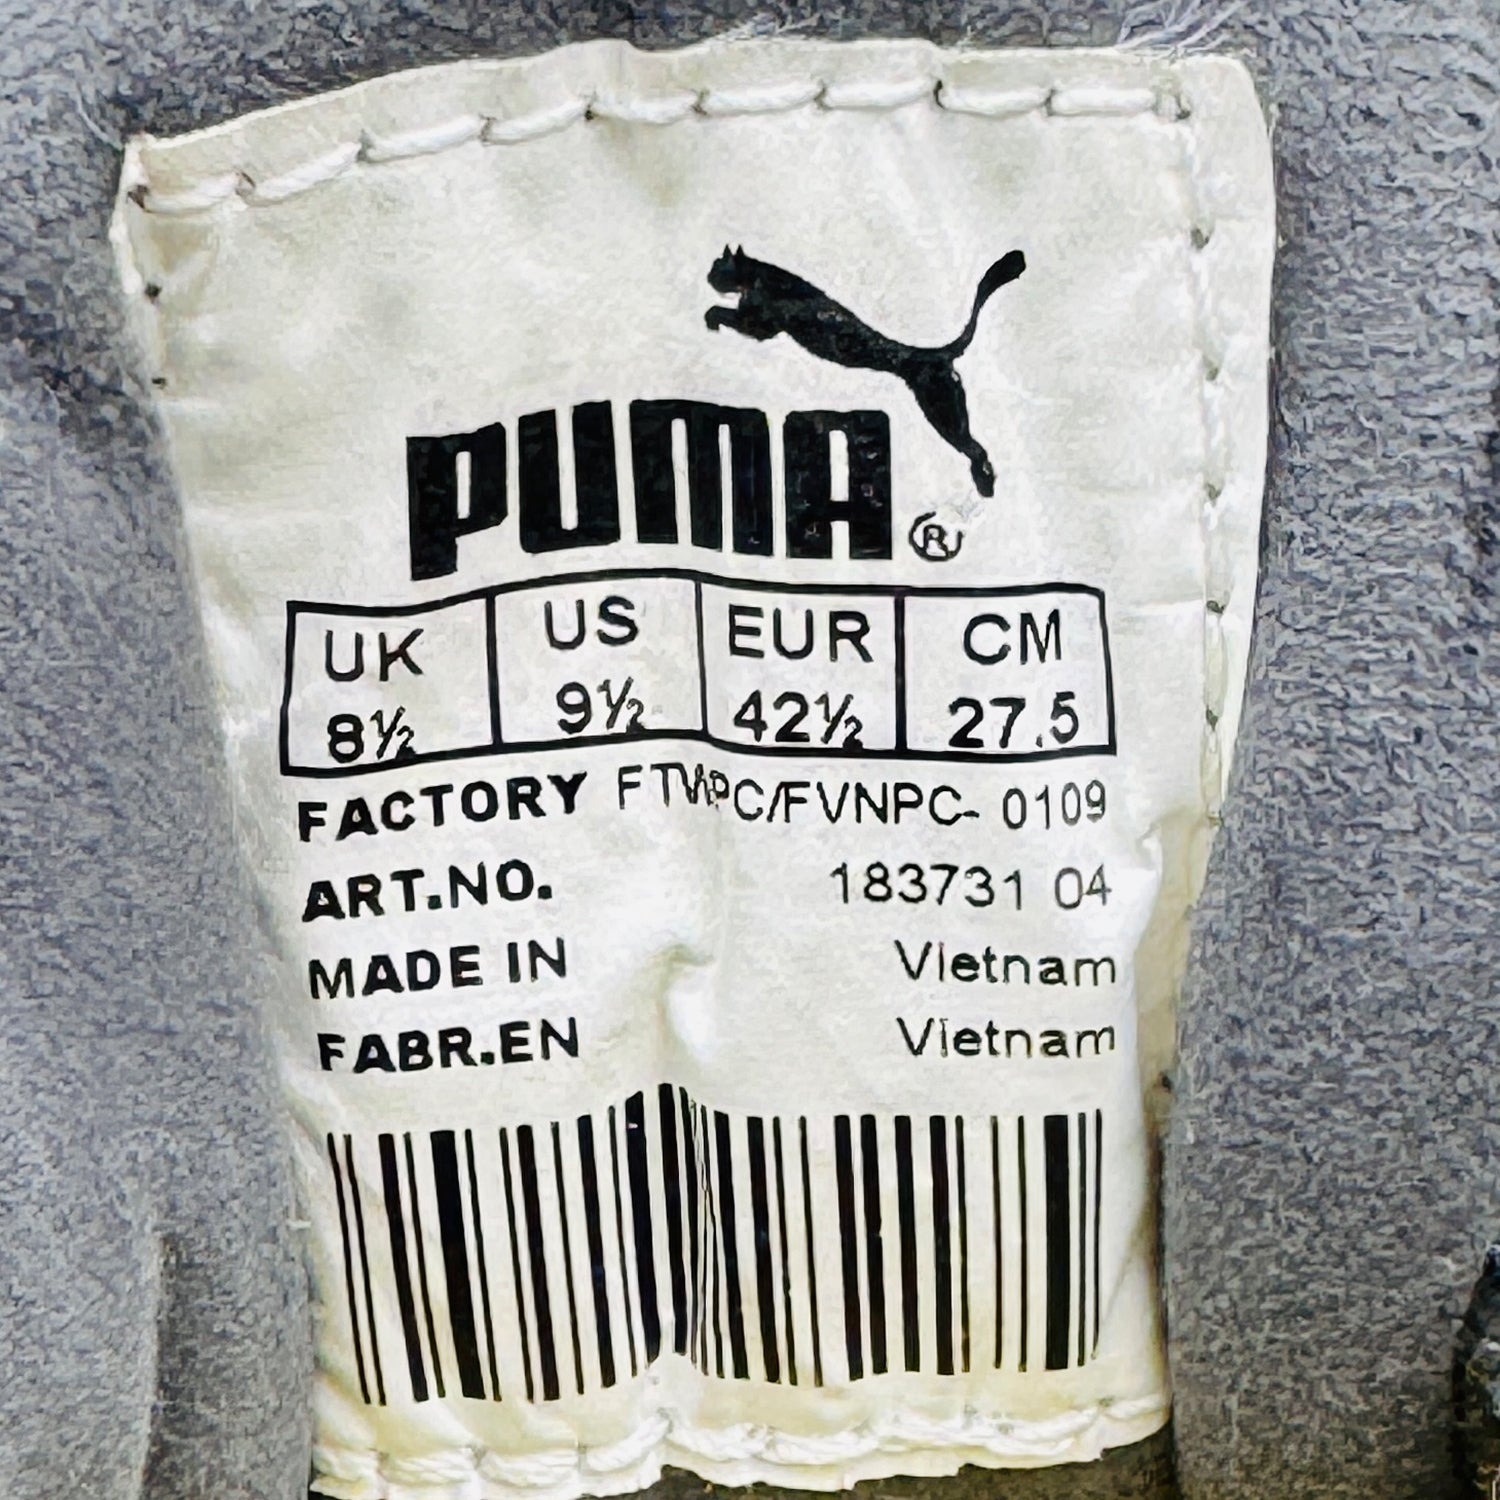 PUMA®
UK US EUR CM
8½ 9½ 42½ 27.5
FACTORY C/FVNPC- 0109
ART.NO. 183731 04
MADE IN Vietnam
FABR.EN Vietnam